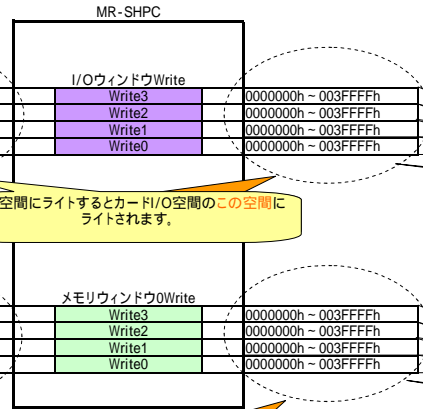 MR-SHPC
I/OウィンドウWrite
Write3 0000000h ~ 003FFFFh
Write2 0000000h ~ 003FFFFh
Write1 0000000h ~ 003FFFFh
Write0 0000000h ~ 003FFFFh
空間にライトするとカードI/O空間のこの空間に
ライトされます。
メモリウィンドウ0Write
Write3 0000000h ~ 003FFFFh
Write2 0000000h ~ 003FFFFh
Write1 0000000h ~ 003FFFFh
Write0 0000000h ~ 003FFFFh